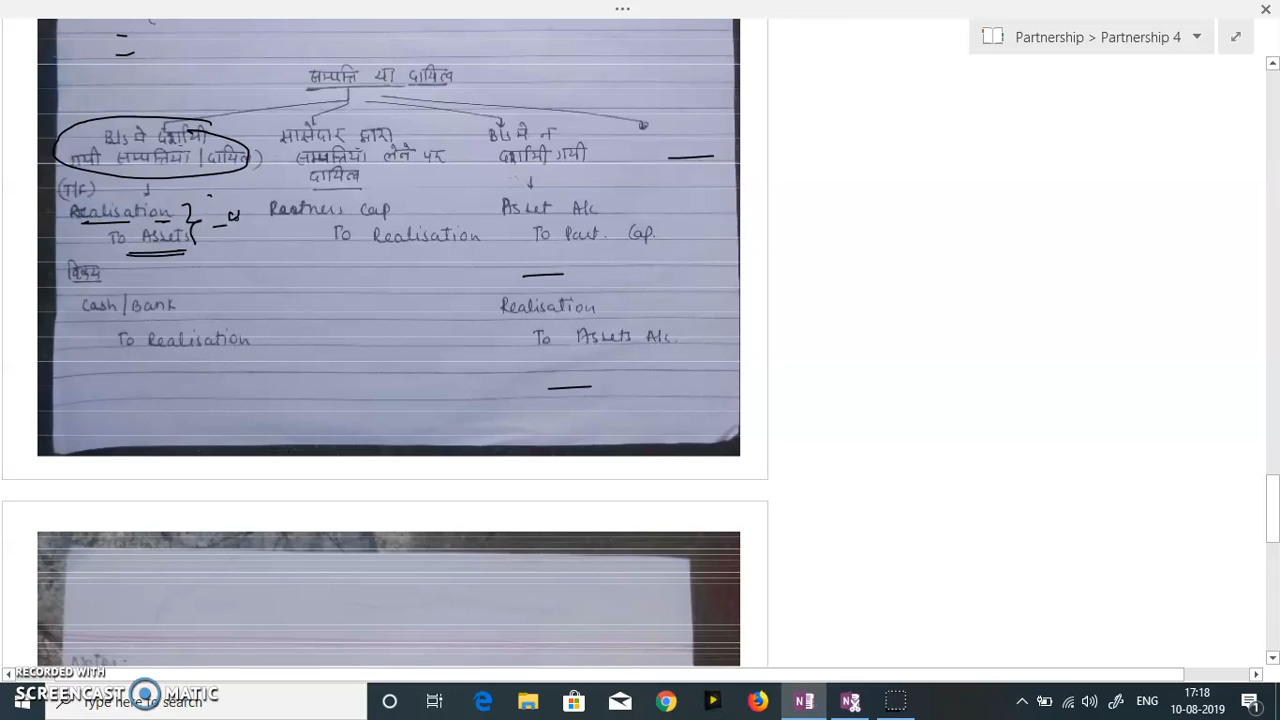 Partnership > Partnership 4
सम्पत्ति या दायित्व
B/s मे दर्शायी
गयी सम्पत्तियां | दायित्व)
साझेदार द्वारा
सम्पत्तियाँ लेने पर
दायित्व
B/s मे न
दर्शायी गयी
(T/F)
Realisation
To Assets
Partners Cap
To Realisation
Asset A/c
To Part. Cap.
विक्रय
Cash/Bank
To Realisation
Realisation
To Assets A/c.
Notes:-
RECORDED WITH
SCREENCAST MATIC
Type here to search
ENG
17:18
10-08-2019
1